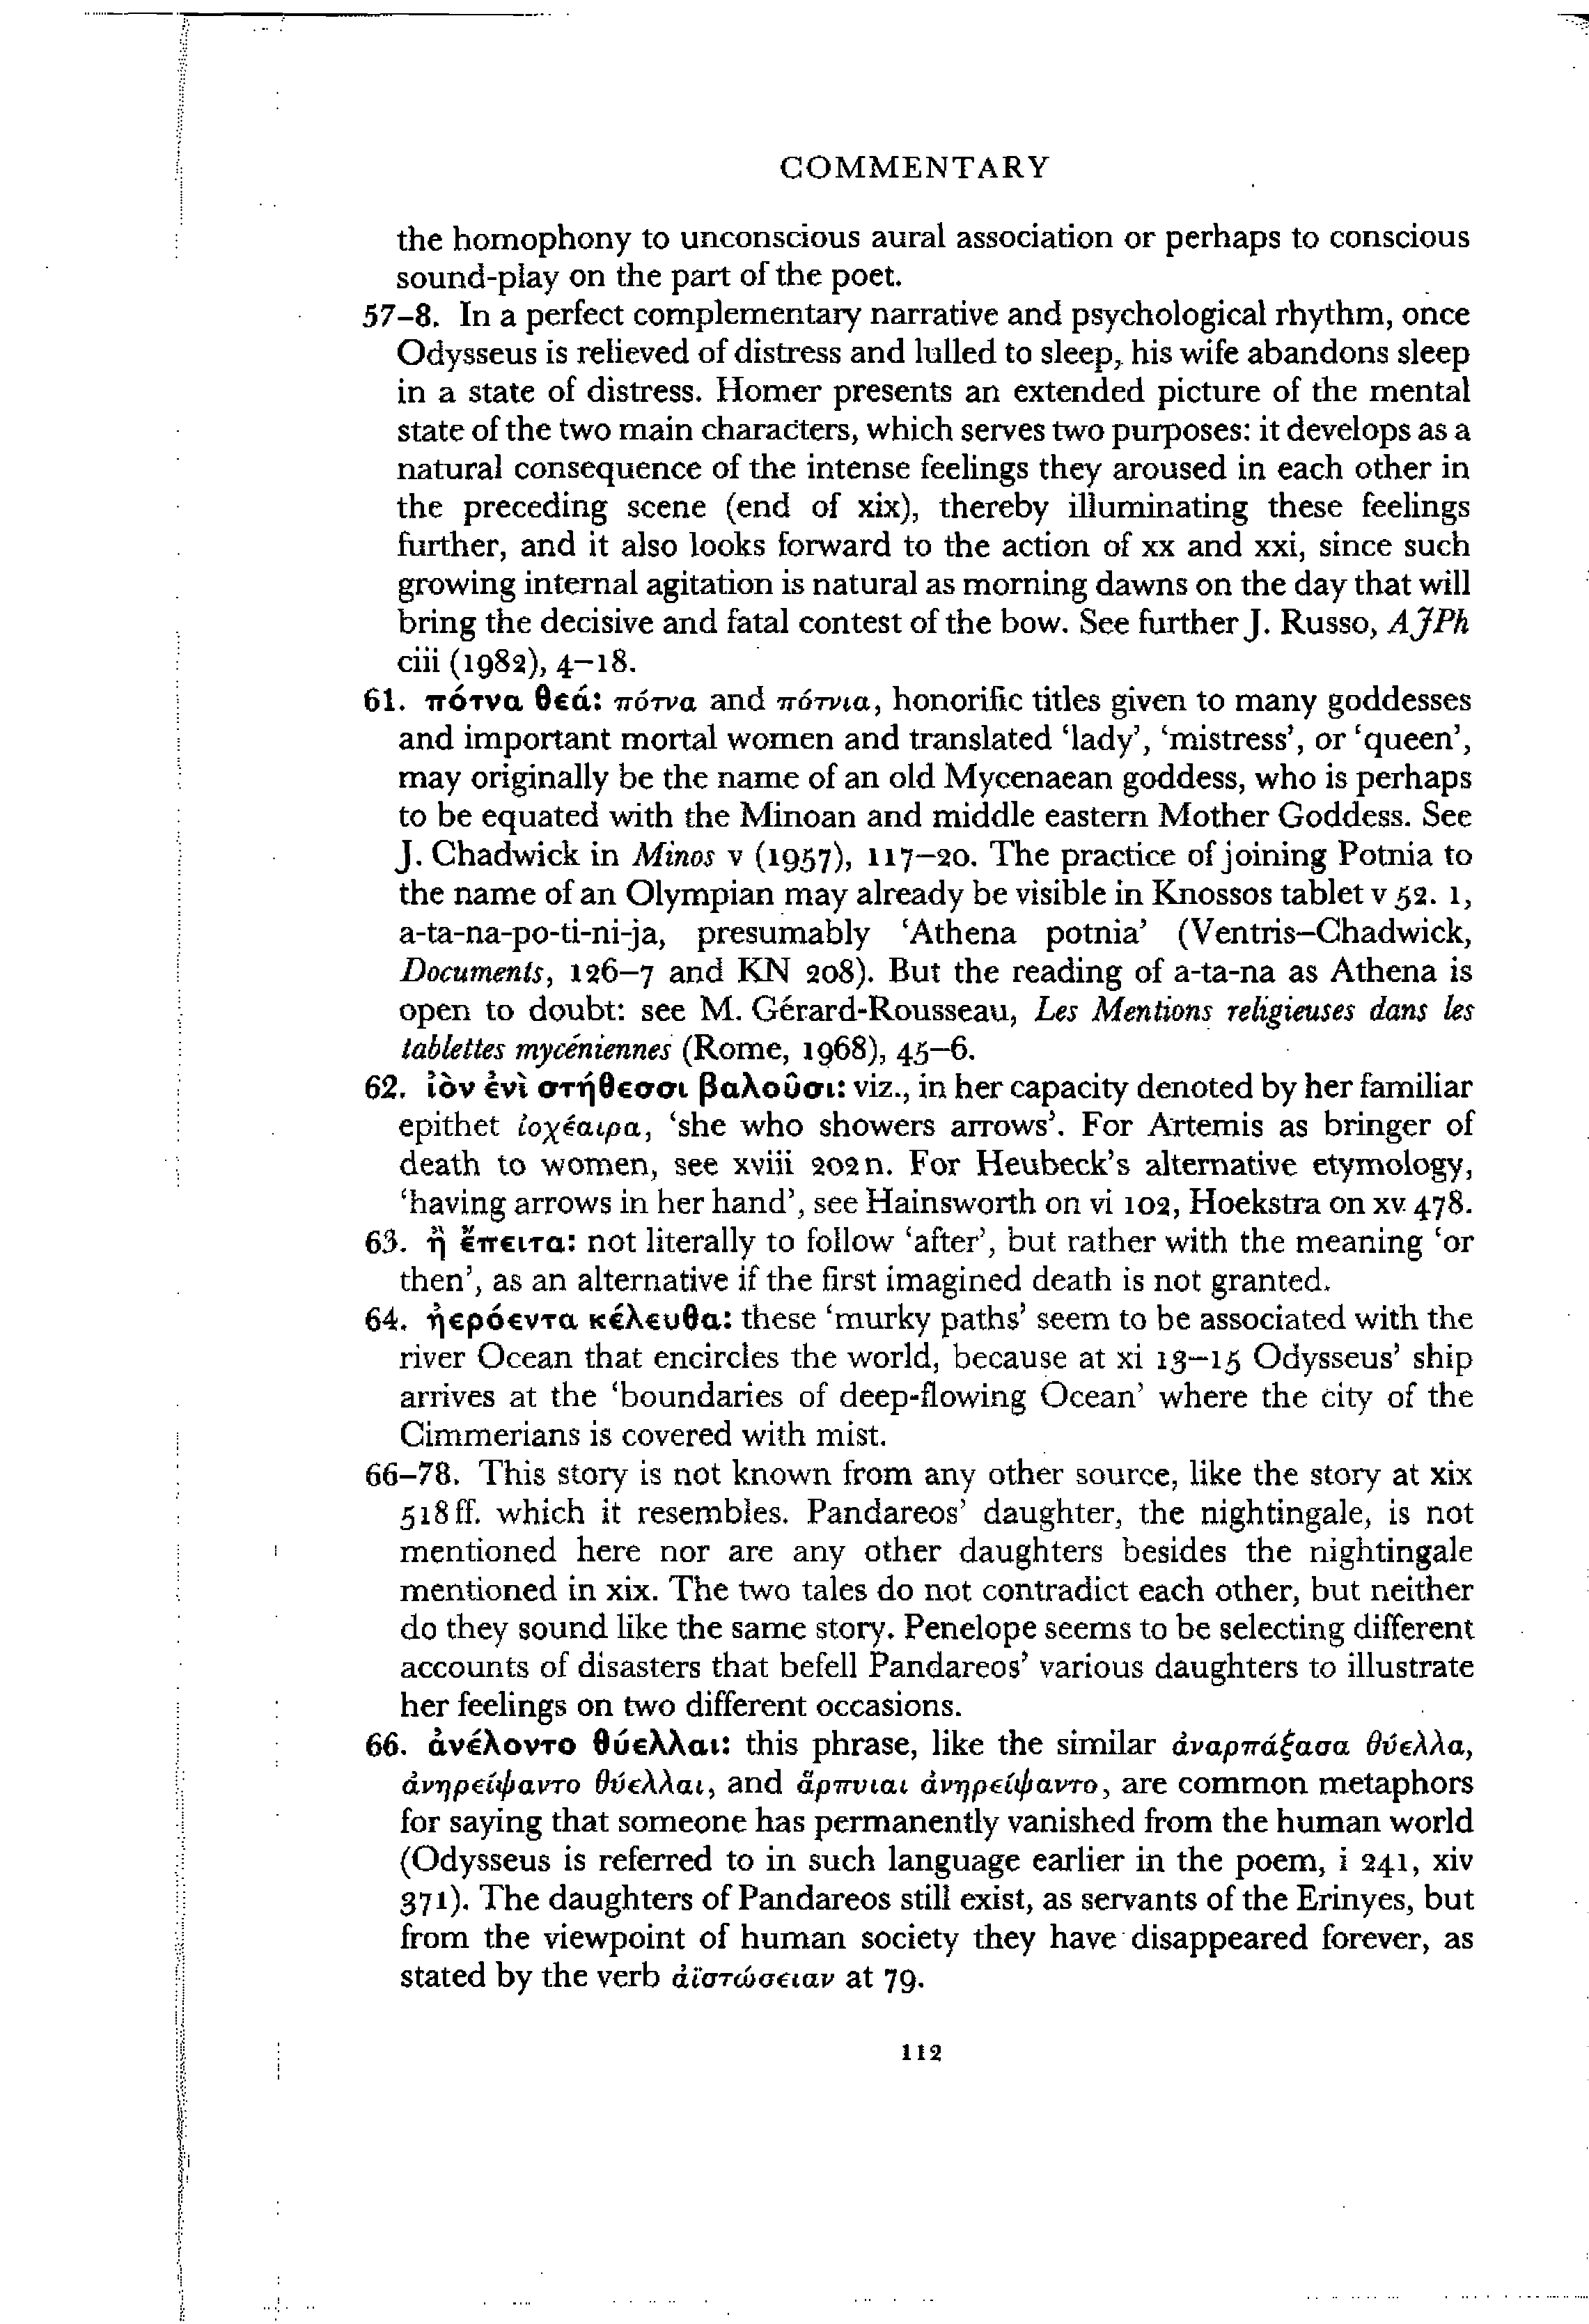 COMMENTARY
the homophony to unconscious aural association or perhaps to conscious
sound-play on the part of the poet.
57–8. In a perfect complementary narrative and psychological rhythm, once
Odysseus is relieved of distress and lulled to sleep, his wife abandons sleep
in a state of distress. Homer presents an extended picture of the mental
state of the two main characters, which serves two purposes: it develops as a
natural consequence of the intense feelings they aroused in each other in
the preceding scene (end of xix), thereby illuminating these feelings
further, and it also looks forward to the action of xx and xxi, since such
growing internal agitation is natural as morning dawns on the day that will
bring the decisive and fatal contest of the bow. See further J. Russo, AJPh
ciii (1982), 4–18.
61. πότνα θεά: πότνα and πότνια, honorific titles given to many goddesses
and important mortal women and translated ‘lady’, ‘mistress’, or ‘queen’,
may originally be the name of an old Mycenaean goddess, who is perhaps
to be equated with the Minoan and middle eastern Mother Goddess. See
J. Chadwick in Minos v (1957), 117–20. The practice of joining Potnia to
the name of an Olympian may already be visible in Knossos tablet v 52. 1,
a-ta-na-po-ti-ni-ja, presumably ‘Athena potnia’ (Ventris–Chadwick,
Documents, 126–7 and KN 208). But the reading of a-ta-na as Athena is
open to doubt: see M. Gérard-Rousseau, Les Mentions religieuses dans les
tablettes mycéniennes (Rome, 1968), 45–6.
62. ἰὸν ἐνὶ στήθεσσι βαλοῦσι: viz., in her capacity denoted by her familiar
epithet ἰοχέαιρα, ‘she who showers arrows’. For Artemis as bringer of
death to women, see xviii 202 n. For Heubeck’s alternative etymology,
‘having arrows in her hand’, see Hainsworth on vi 102, Hoekstra on xv 478.
63. ἢ ἔπειτα: not literally to follow ‘after’, but rather with the meaning ‘or
then’, as an alternative if the first imagined death is not granted.
64. ἠερόεντα κέλευθα: these ‘murky paths’ seem to be associated with the
river Ocean that encircles the world, because at xi 13–15 Odysseus’ ship
arrives at the ‘boundaries of deep-flowing Ocean’ where the city of the
Cimmerians is covered with mist.
66–78. This story is not known from any other source, like the story at xix
518 ff. which it resembles. Pandareos’ daughter, the nightingale, is not
mentioned here nor are any other daughters besides the nightingale
mentioned in xix. The two tales do not contradict each other, but neither
do they sound like the same story. Penelope seems to be selecting different
accounts of disasters that befell Pandareos’ various daughters to illustrate
her feelings on two different occasions.
66. ἀνέλοντο θύελλαι: this phrase, like the similar ἀναρπάξασα θύελλα,
ἀνηρείψαντο θύελλαι, and ἅρπυιαι ἀνηρείψαντο, are common metaphors
for saying that someone has permanently vanished from the human world
(Odysseus is referred to in such language earlier in the poem, i 241, xiv
371). The daughters of Pandareos still exist, as servants of the Erinyes, but
from the viewpoint of human society they have disappeared forever, as
stated by the verb ἀϊστώσειαν at 79.
112